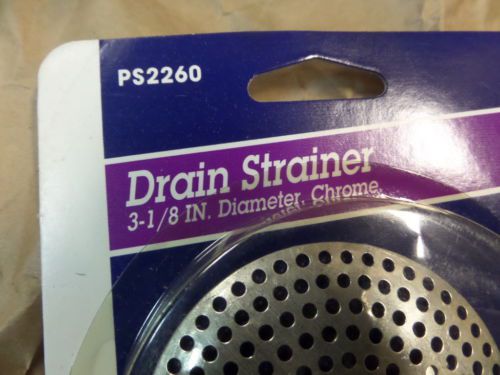 PS2260
Drain Strainer
3-1/8 IN. Diameter, Chrome